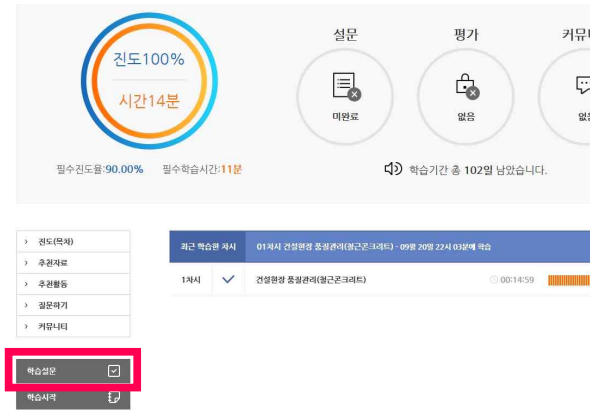 설문
평가
커뮤니
진도100%
시간14분
미완료
없음
없음
필수진도율:90.00%
필수학습시간:11분
학습기간 총 102일 남았습니다.
진도(목차)
추천자료
추천활동
질문하기
커뮤니티
최근 학습한 차시
01차시 건설현장 품질관리(철근콘크리트) - 09월 20일 22시 03분에 학습
1차시
건설현장 품질관리(철근콘크리트)
00:14:59
학습설문
학습시작